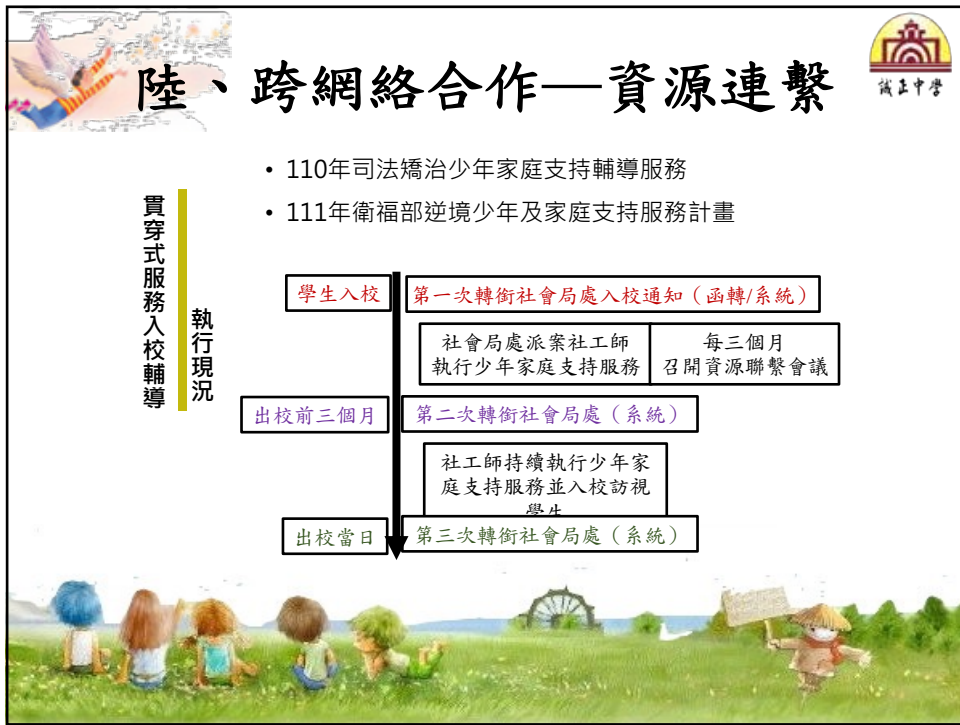 陸、跨網絡合作—資源連繫
誠正中學
• 110年司法矯治少年家庭支持輔導服務
• 111年衛福部逆境少年及家庭支持服務計畫
貫穿式服務入校輔導
執行現況
學生入校
第一次轉銜社會局處入校通知（函轉/系統）
社會局處派案社工師
執行少年家庭支持服務
每三個月
召開資源聯繫會議
出校前三個月
第二次轉銜社會局處（系統）
社工師持續執行少年家
庭支持服務並入校訪視
學生
出校當日
第三次轉銜社會局處（系統）